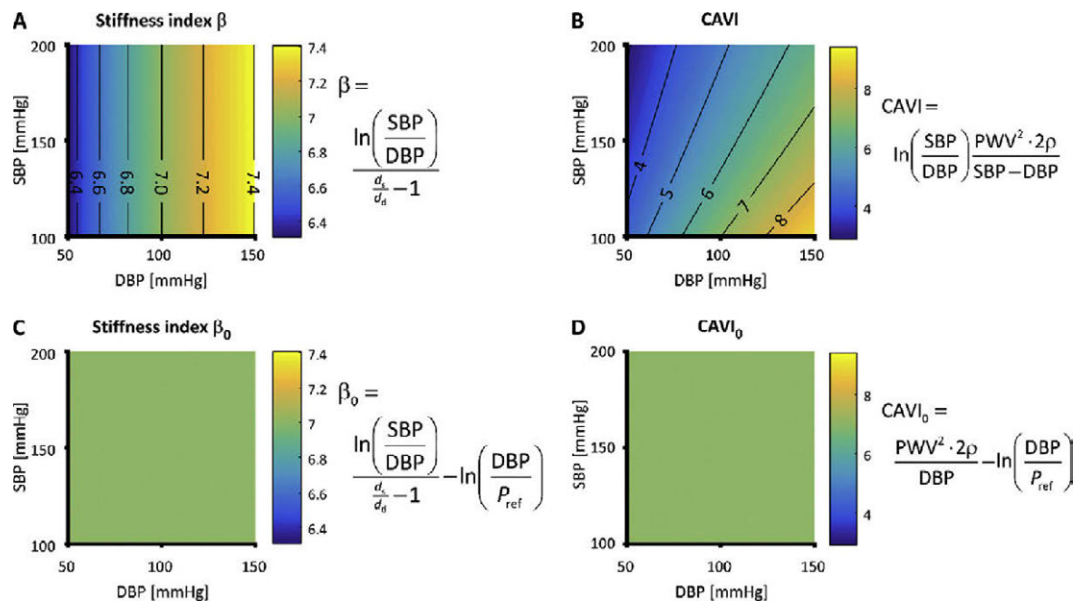 A Stiffness index β
SBP [mmHg]
200
150
100
6.4 6.6 6.8 7.0 7.2 7.4
50 100 150
DBP [mmHg]
7.4
7.2
7.0
6.8
6.6
6.4
β =
ln(SBP/DBP)
d_s/d_d −1
B CAVI
SBP [mmHg]
200
150
100
4 5 6 7 8
50 100 150
DBP [mmHg]
8
6
4
CAVI =
ln(SBP/DBP) PWV²·2ρ
SBP−DBP
C Stiffness index β₀
SBP [mmHg]
200
150
100
50 100 150
DBP [mmHg]
7.4
7.2
7.0
6.8
6.6
6.4
β₀ =
ln(SBP/DBP)
d_s/d_d −1
−ln(DBP/P_ref)
D CAVI₀
SBP [mmHg]
200
150
100
50 100 150
DBP [mmHg]
8
6
4
CAVI₀ =
PWV²·2ρ
DBP
−ln(DBP/P_ref)